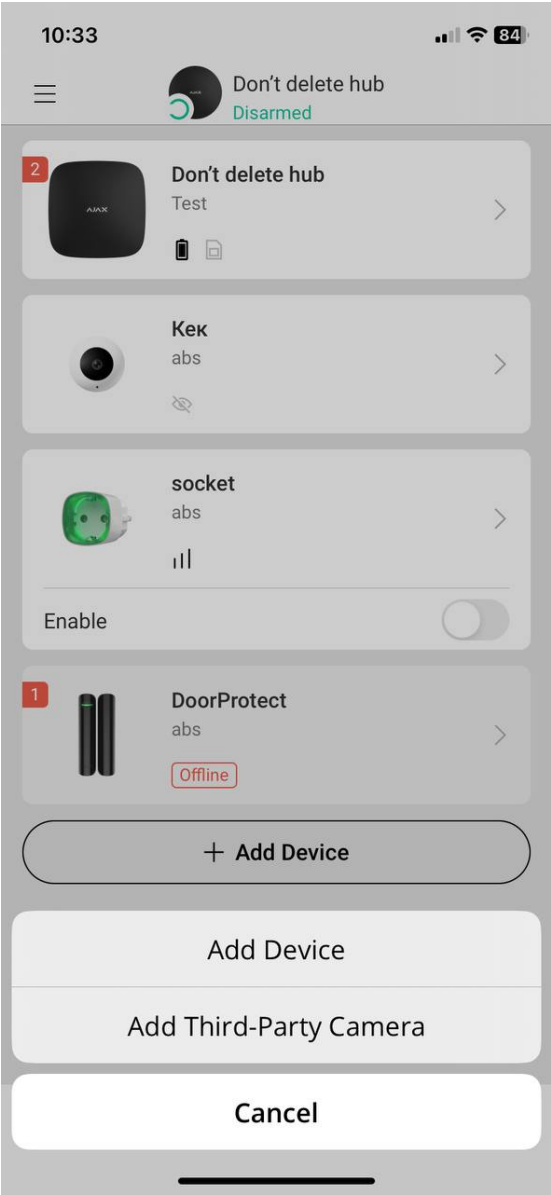 10:33
84
Don't delete hub
Disarmed
2
AJAX
Don't delete hub
Test
Кек
abs
socket
abs
Enable
1
DoorProtect
abs
Offline
+ Add Device
Add Device
Add Third-Party Camera
Cancel